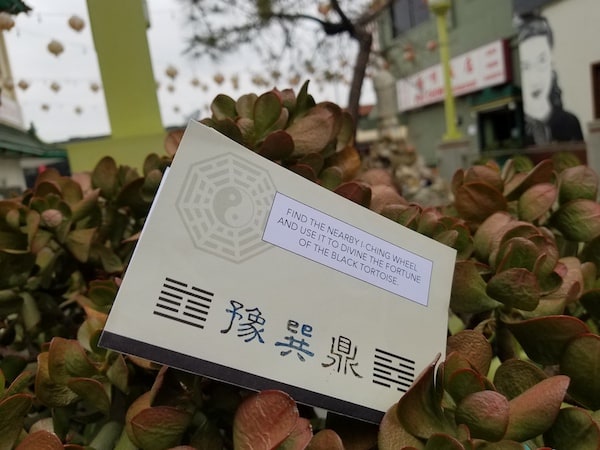 FIND THE NEARBY I-CHING WHEEL
AND USE IT TO DIVINE THE FORTUNE
OF THE BLACK TORTOISE.
豫巽鼎